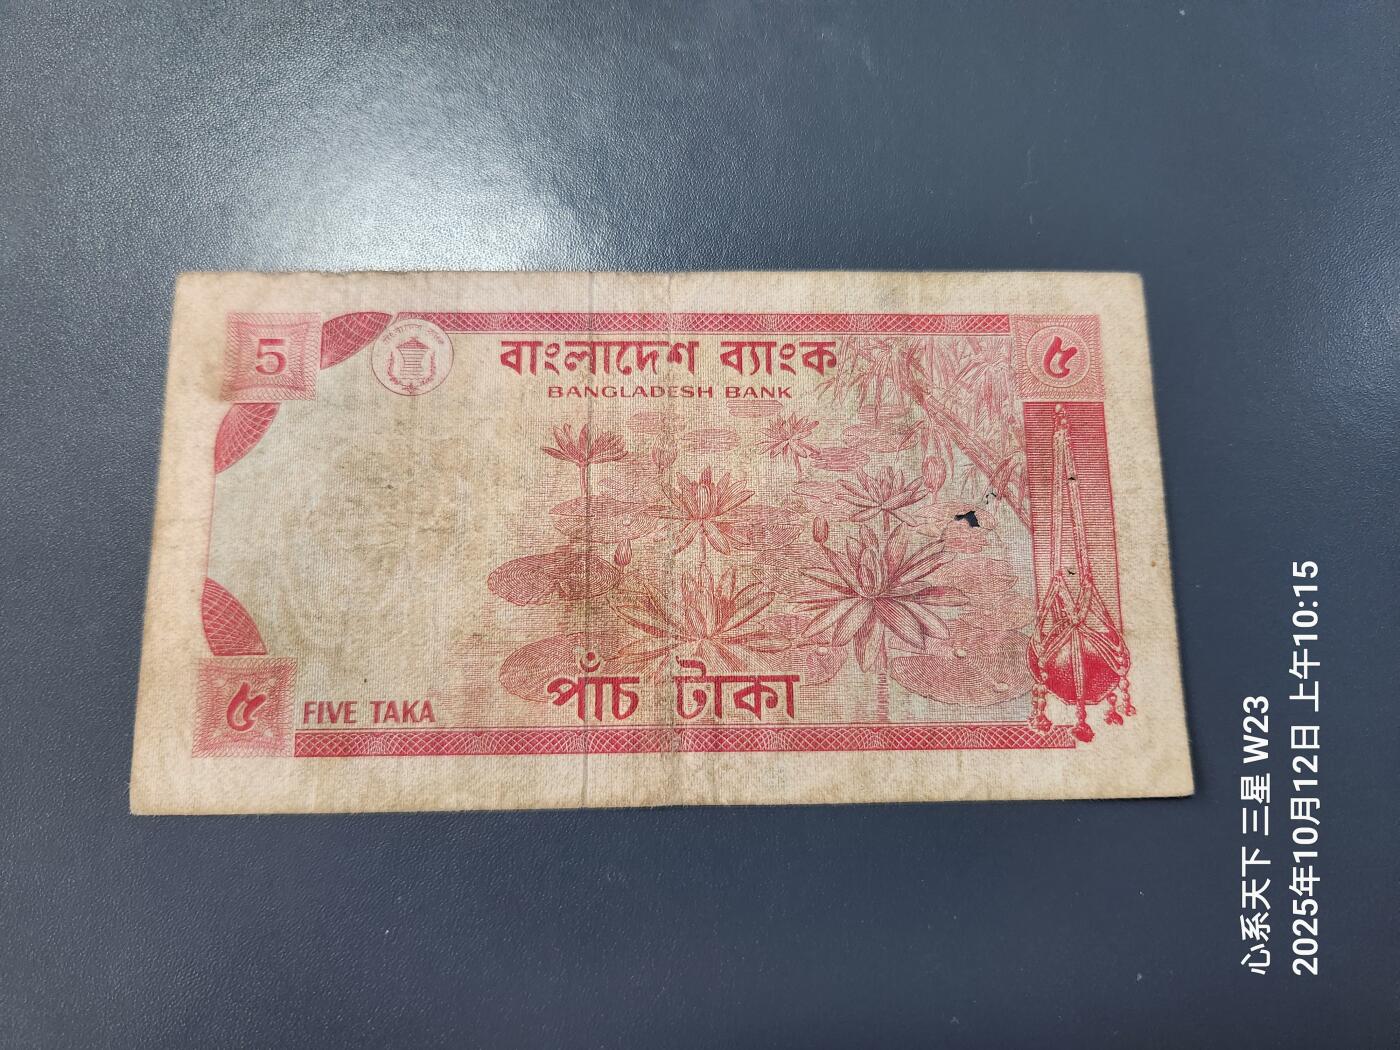 5
বাংলাদেশ ব্যাংক
৫
BANGLADESH BANK
৫
FIVE TAKA
পাঁচ টাকা
心系天下 三星 W23
2025年10月12日 上午10:15